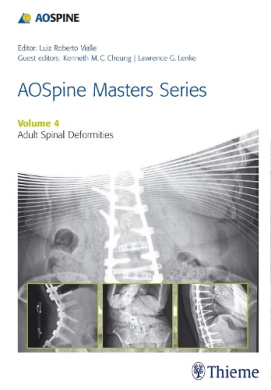 AOSPINE
Editor: Luiz Roberto Vialle
Guest editors: Kenneth M. C. Cheung | Lawrence G. Lenke
AOSpine Masters Series
Volume 4
Adult Spinal Deformities
Thieme